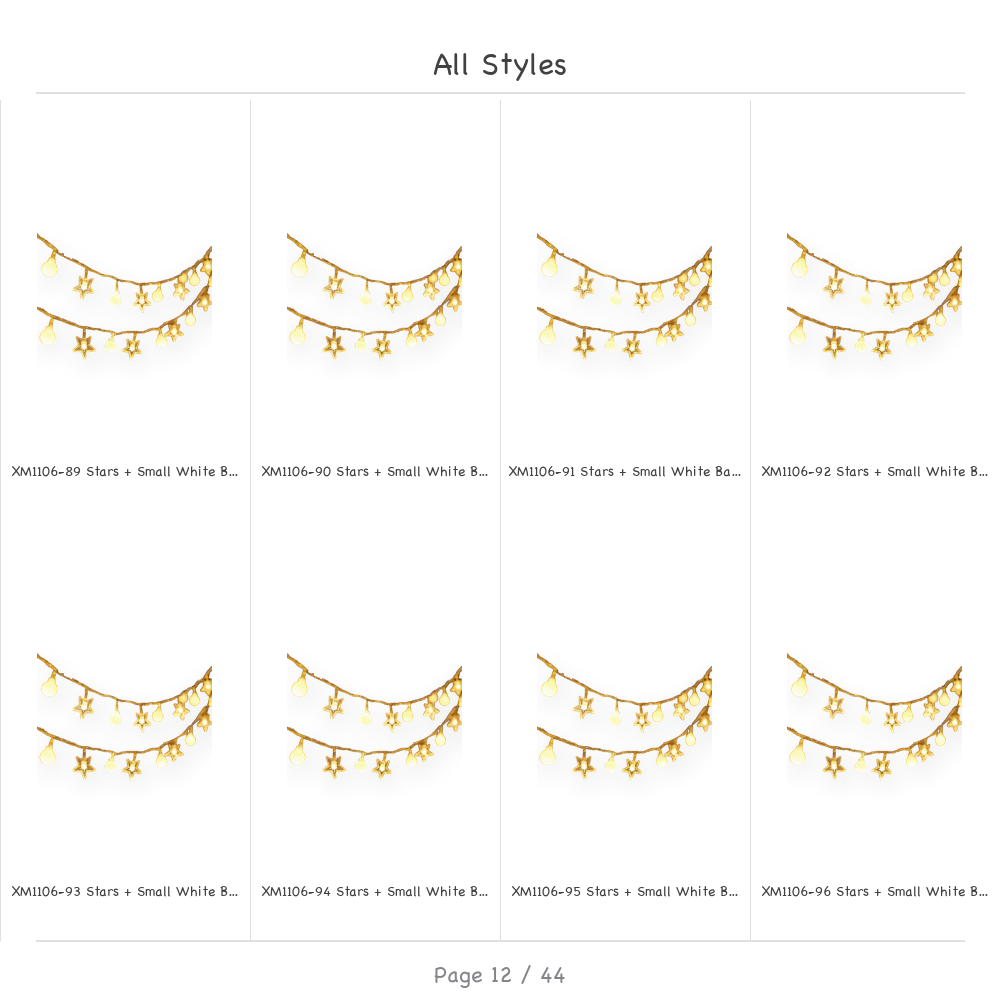 All Styles
XM1106-89 Stars + Small White B...
XM1106-90 Stars + Small White B...
XM1106-91 Stars + Small White Ba...
XM1106-92 Stars + Small White B...
XM1106-93 Stars + Small White B...
XM1106-94 Stars + Small White B...
XM1106-95 Stars + Small White B...
XM1106-96 Stars + Small White B...
Page 12 / 44